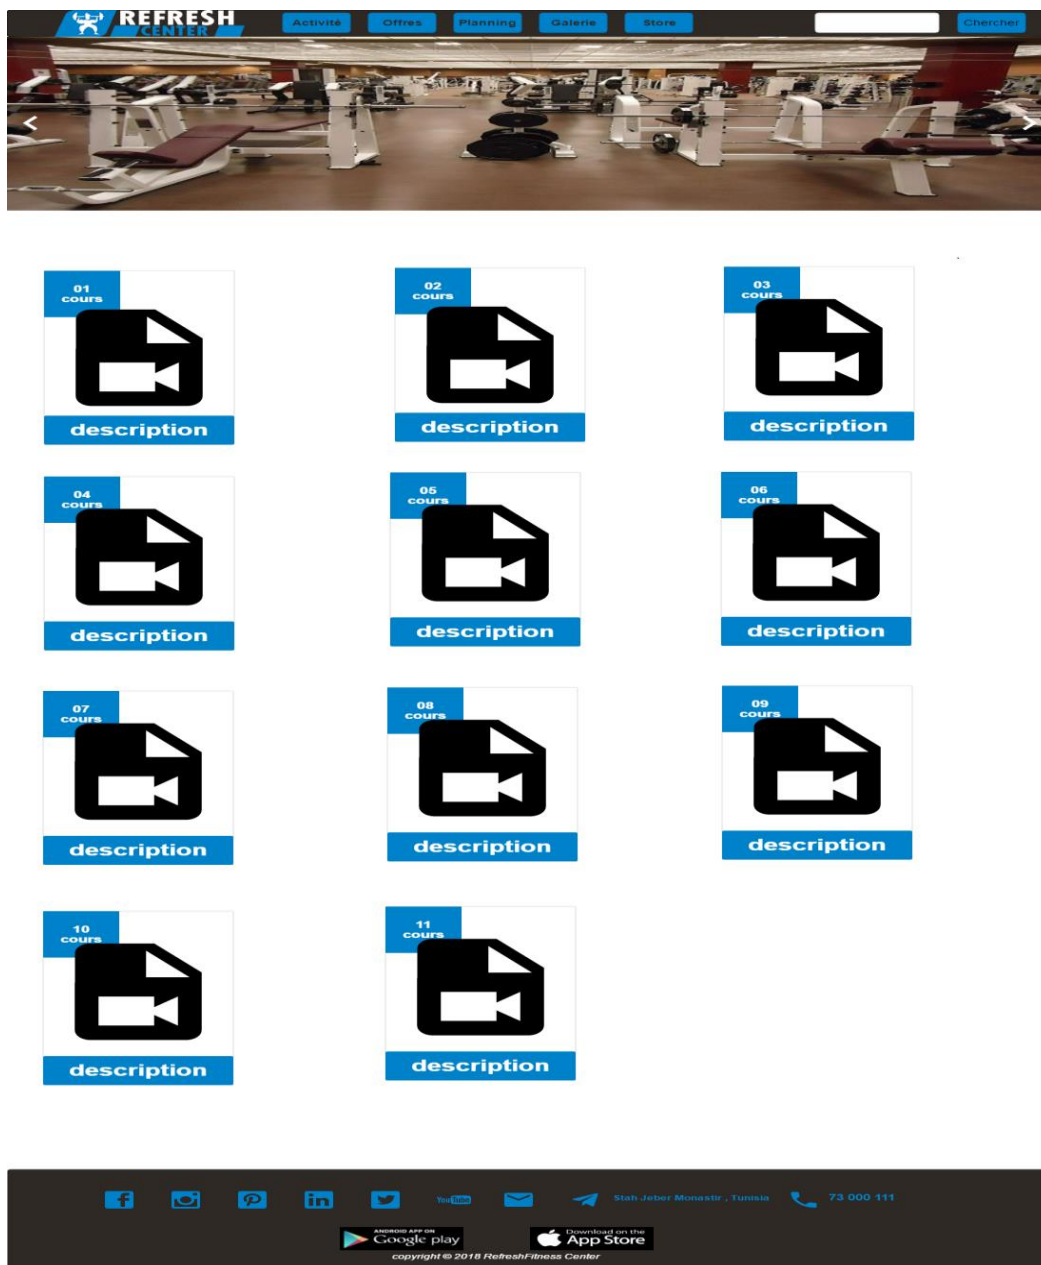 REFRESH
CENTER
Activité
Offres
Planning
Galerie
Store
Chercher
01
cours
02
cours
03
cours
description
description
description
04
cours
05
cours
06
cours
description
description
description
07
cours
08
cours
09
cours
description
description
description
10
cours
11
cours
description
description
You Tube
Stah Jeber Monastir , Tunisia
73 000 111
ANDROID APP ON
Google play
Download on the
App Store
copyright © 2018 RefreshFitness Center